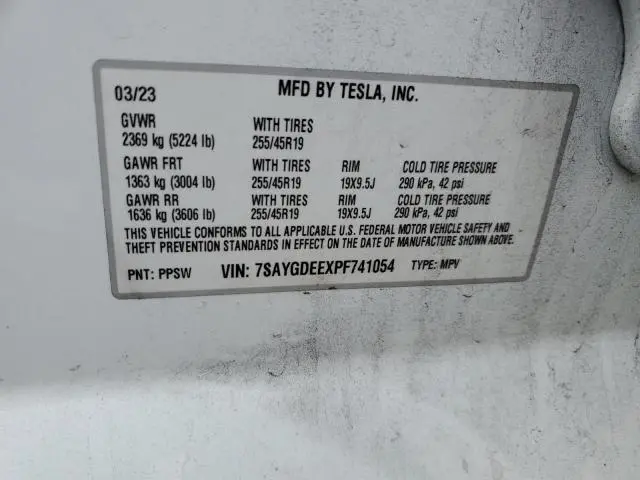 03/23 MFD BY TESLA, INC.
GVWR WITH TIRES
2369 kg (5224 lb) 255/45R19
GAWR FRT WITH TIRES RIM COLD TIRE PRESSURE
1363 kg (3004 lb) 255/45R19 19X9.5J 290 kPa, 42 psi
GAWR RR WITH TIRES RIM COLD TIRE PRESSURE
1636 kg (3606 lb) 255/45R19 19X9.5J 290 kPa, 42 psi
THIS VEHICLE CONFORMS TO ALL APPLICABLE U.S. FEDERAL MOTOR VEHICLE SAFETY AND
THEFT PREVENTION STANDARDS IN EFFECT ON THE DATE OF MANUFACTURE SHOWN ABOVE.
PNT: PPSW VIN: 7SAYGDEEXPF741054 TYPE: MPV